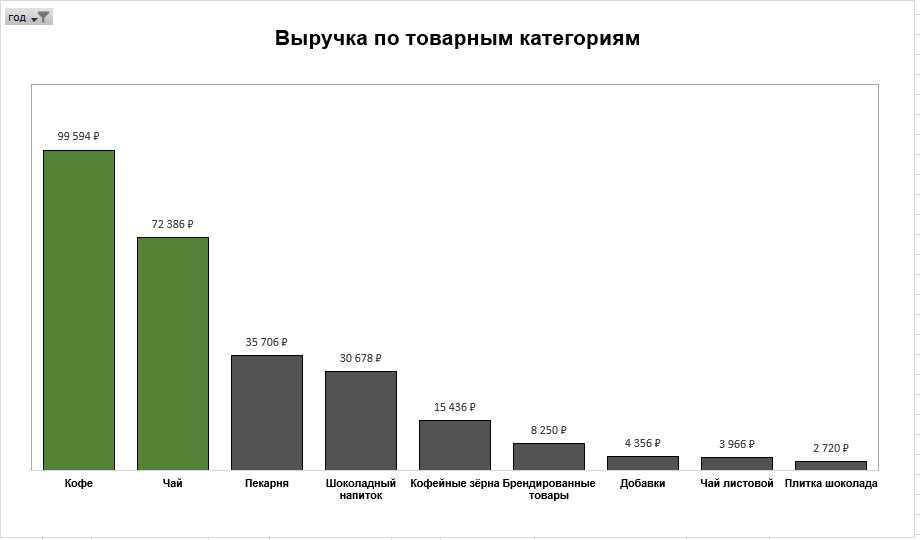 год
Выручка по товарным категориям
99 594 ₽
72 386 ₽
35 706 ₽
30 678 ₽
15 436 ₽
8 250 ₽
4 356 ₽
3 966 ₽
2 720 ₽
Кофе
Чай
Пекарня
Шоколадный
напиток
Кофейные зёрна
Брендированные
товары
Добавки
Чай листовой
Плитка шоколада